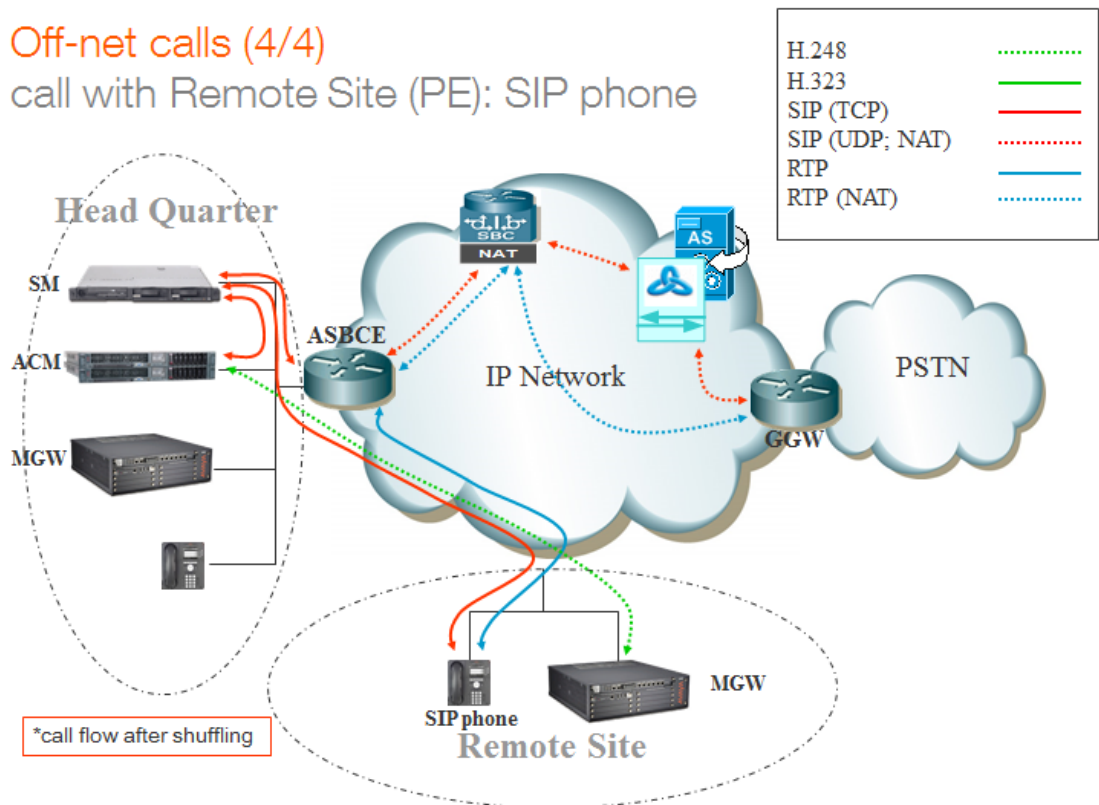 Off-net calls (4/4)
call with Remote Site (PE): SIP phone
H.248
H.323
SIP (TCP)
SIP (UDP; NAT)
RTP
RTP (NAT)
Head Quarter
SM
ACM
MGW
ASBCE
SBC
NAT
AS
IP Network
GGW
PSTN
SIP phone
MGW
Remote Site
*call flow after shuffling